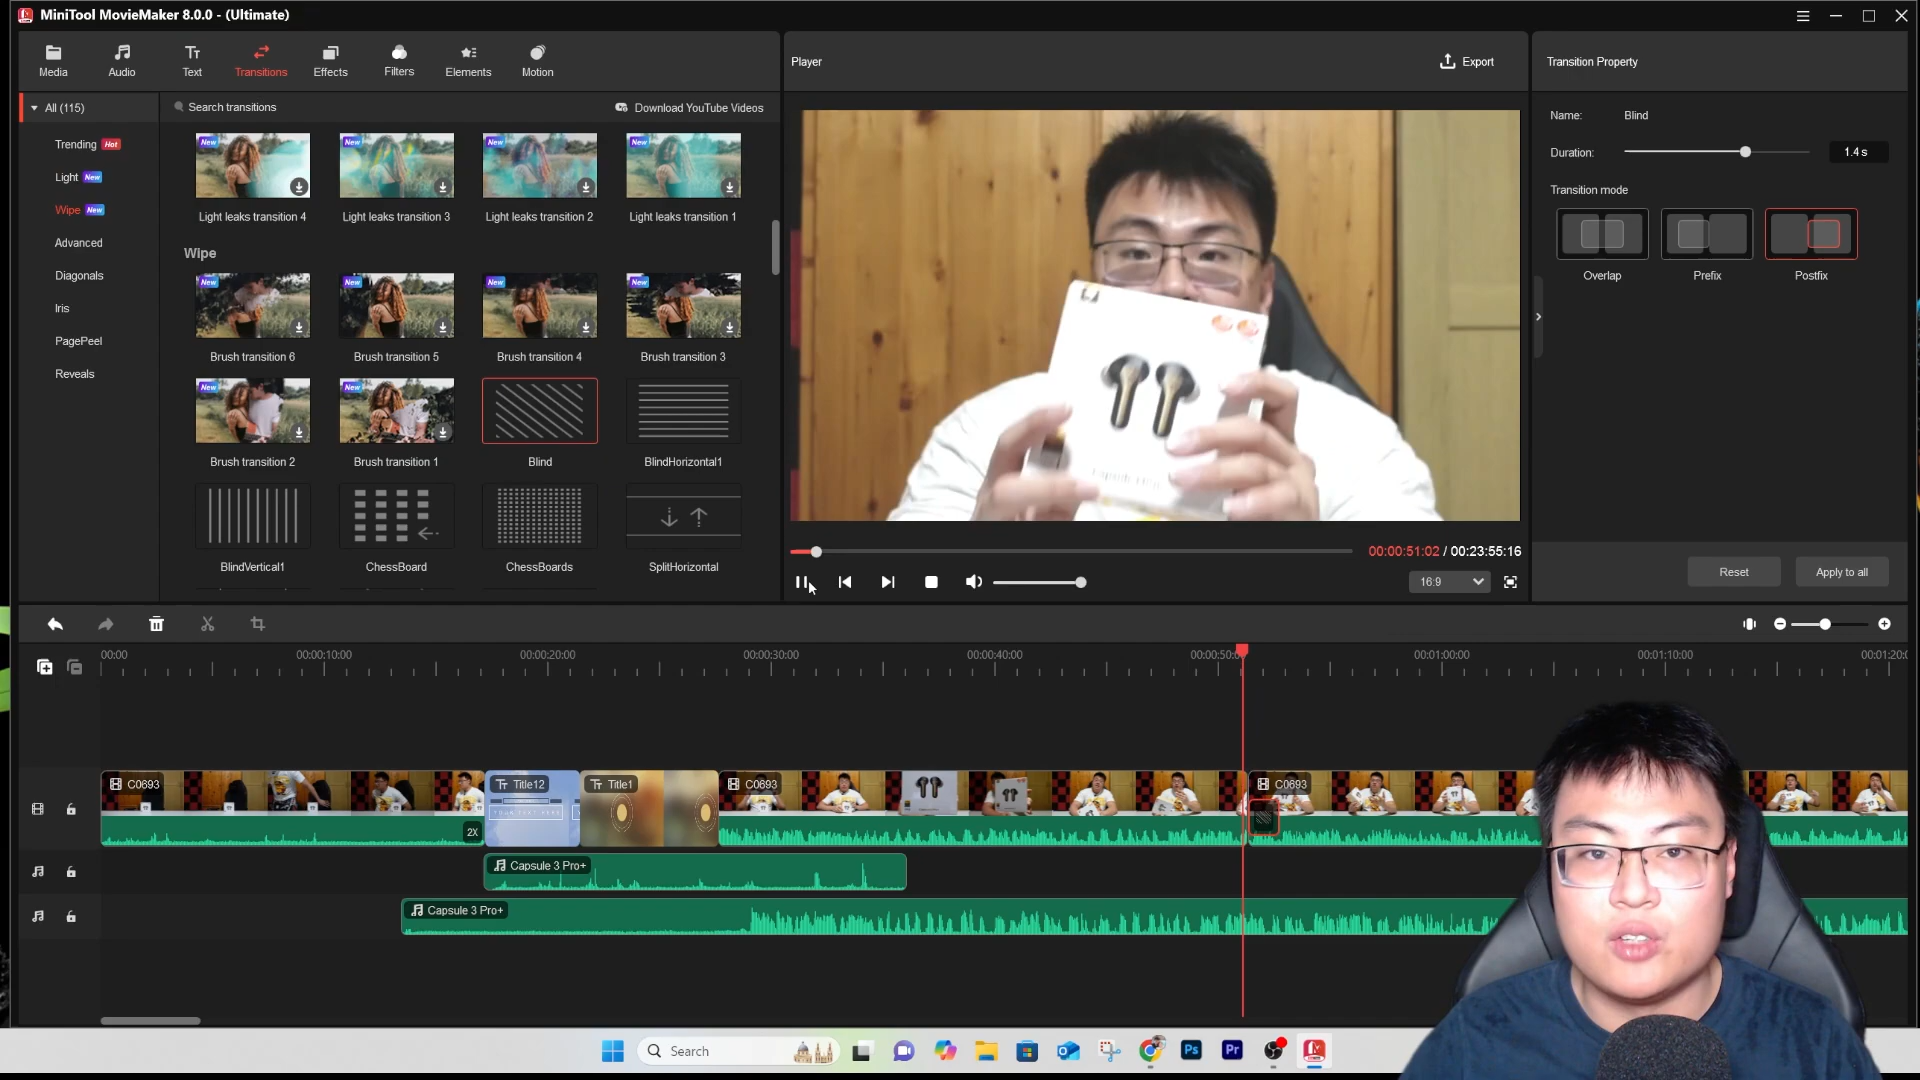 MiniTool MovieMaker 8.0.0 - (Ultimate)
Media
Audio
Text
Transitions
Effects
Filters
Elements
Motion
Player
Export
Transition Property
All (115)
Search transitions
Download YouTube Videos
Trending Hot
Light New
Wipe New
Advanced
Diagonals
Iris
PagePeel
Reveals
New
New
New
New
Light leaks transition 4
Light leaks transition 3
Light leaks transition 2
Light leaks transition 1
Wipe
New
New
New
New
Brush transition 6
Brush transition 5
Brush transition 4
Brush transition 3
New
New
Brush transition 2
Brush transition 1
Blind
BlindHorizontal1
BlindVertical1
ChessBoard
ChessBoards
SplitHorizontal
Name: Blind
Duration: 1.4 s
Transition mode
Overlap
Prefix
Postfix
Reset
Apply to all
00:00:51:02 / 00:23:55:16
16:9
00:00
00:00:10:00
00:00:20:00
00:00:30:00
00:00:40:00
00:00:50:0
00:01:00:00
00:01:10:00
00:01:20:0
C0693
2X
Title12
Title1
C0693
C0693
Capsule 3 Pro+
Capsule 3 Pro+
Search
Ps
Pr